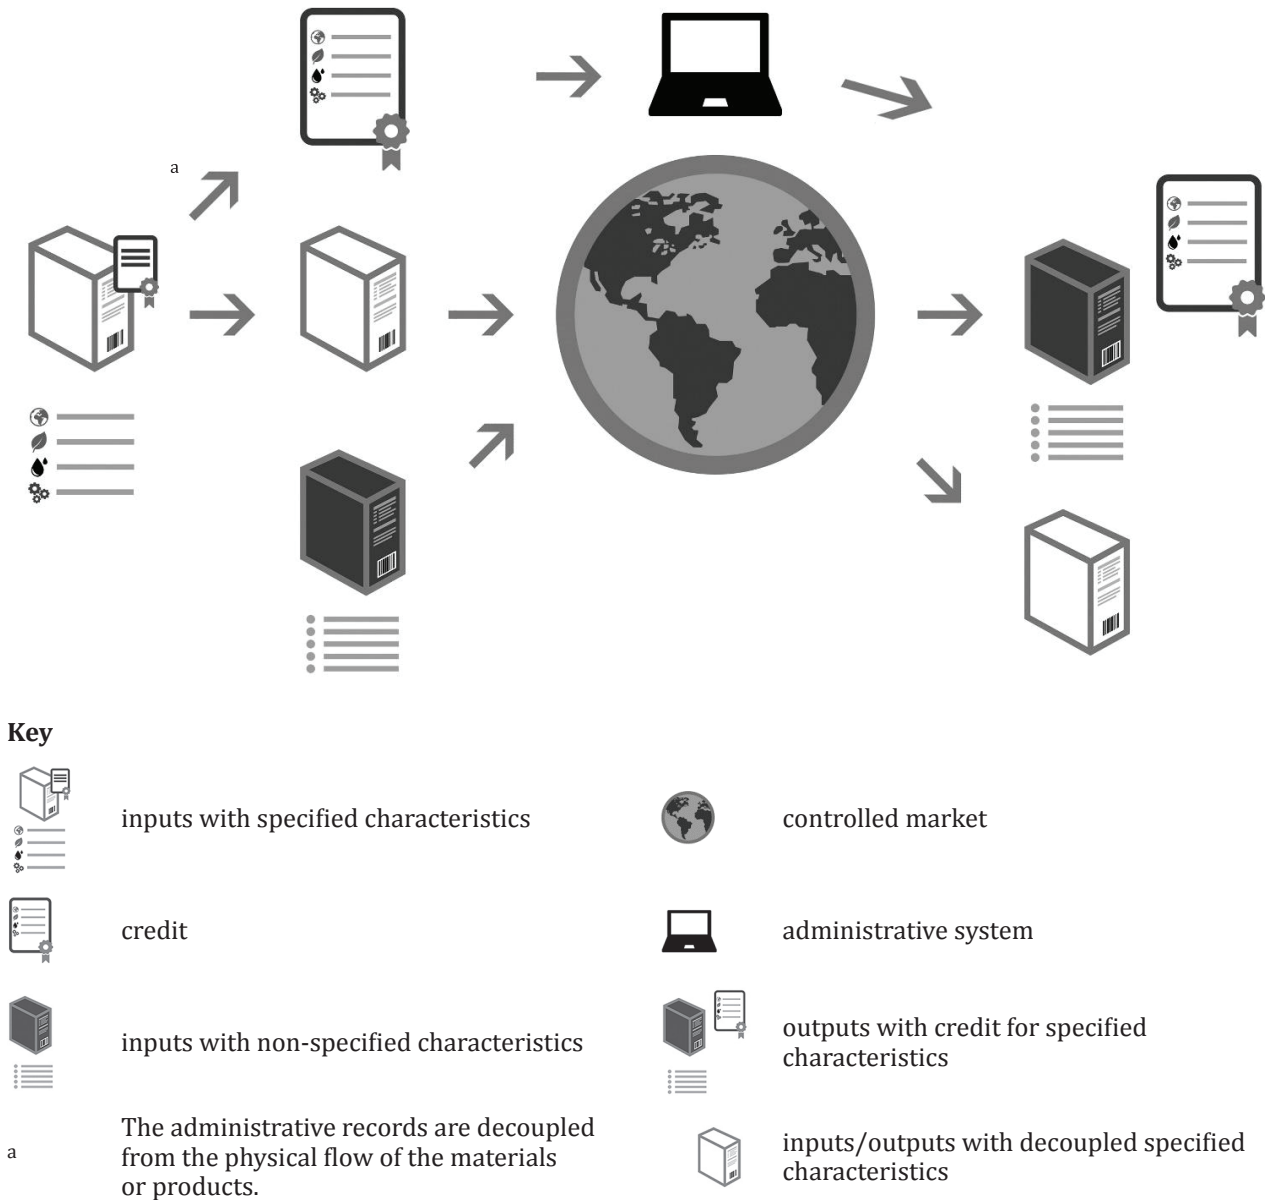 a
Key
inputs with specified characteristics
controlled market
credit
administrative system
inputs with non-specified characteristics
outputs with credit for specified
characteristics
a
The administrative records are decoupled
from the physical flow of the materials
or products.
inputs/outputs with decoupled specified
characteristics